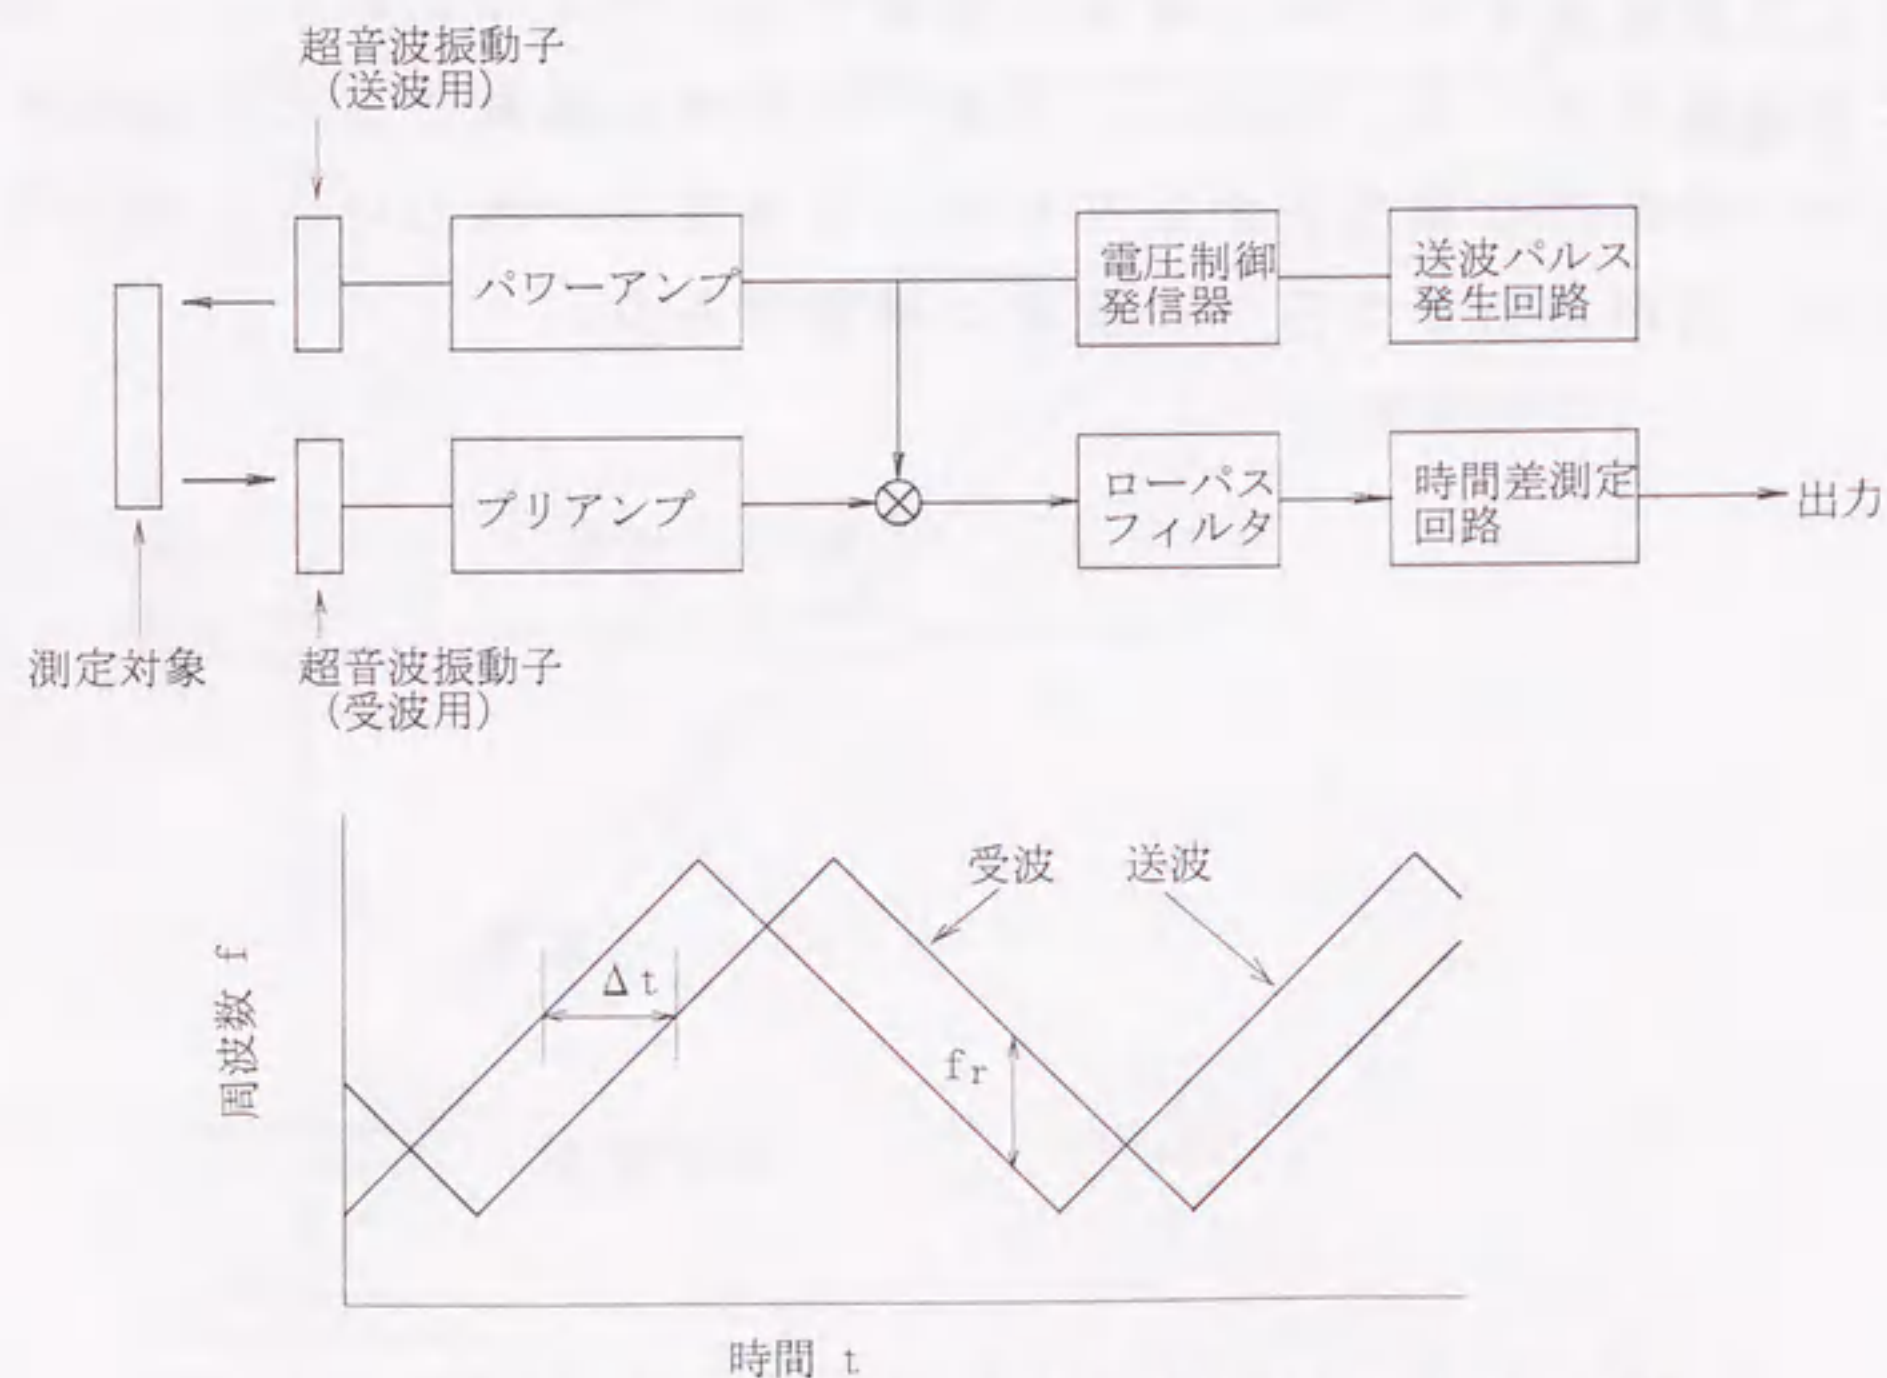 超音波振動子
(送波用)
パワーアンプ
電圧制御
発信器
送波パルス
発生回路
プリアンプ
ローパス
フィルタ
時間差測定
回路
出力
測定対象
超音波振動子
(受波用)
受波
送波
Δt
fr
周波数 f
時間 t